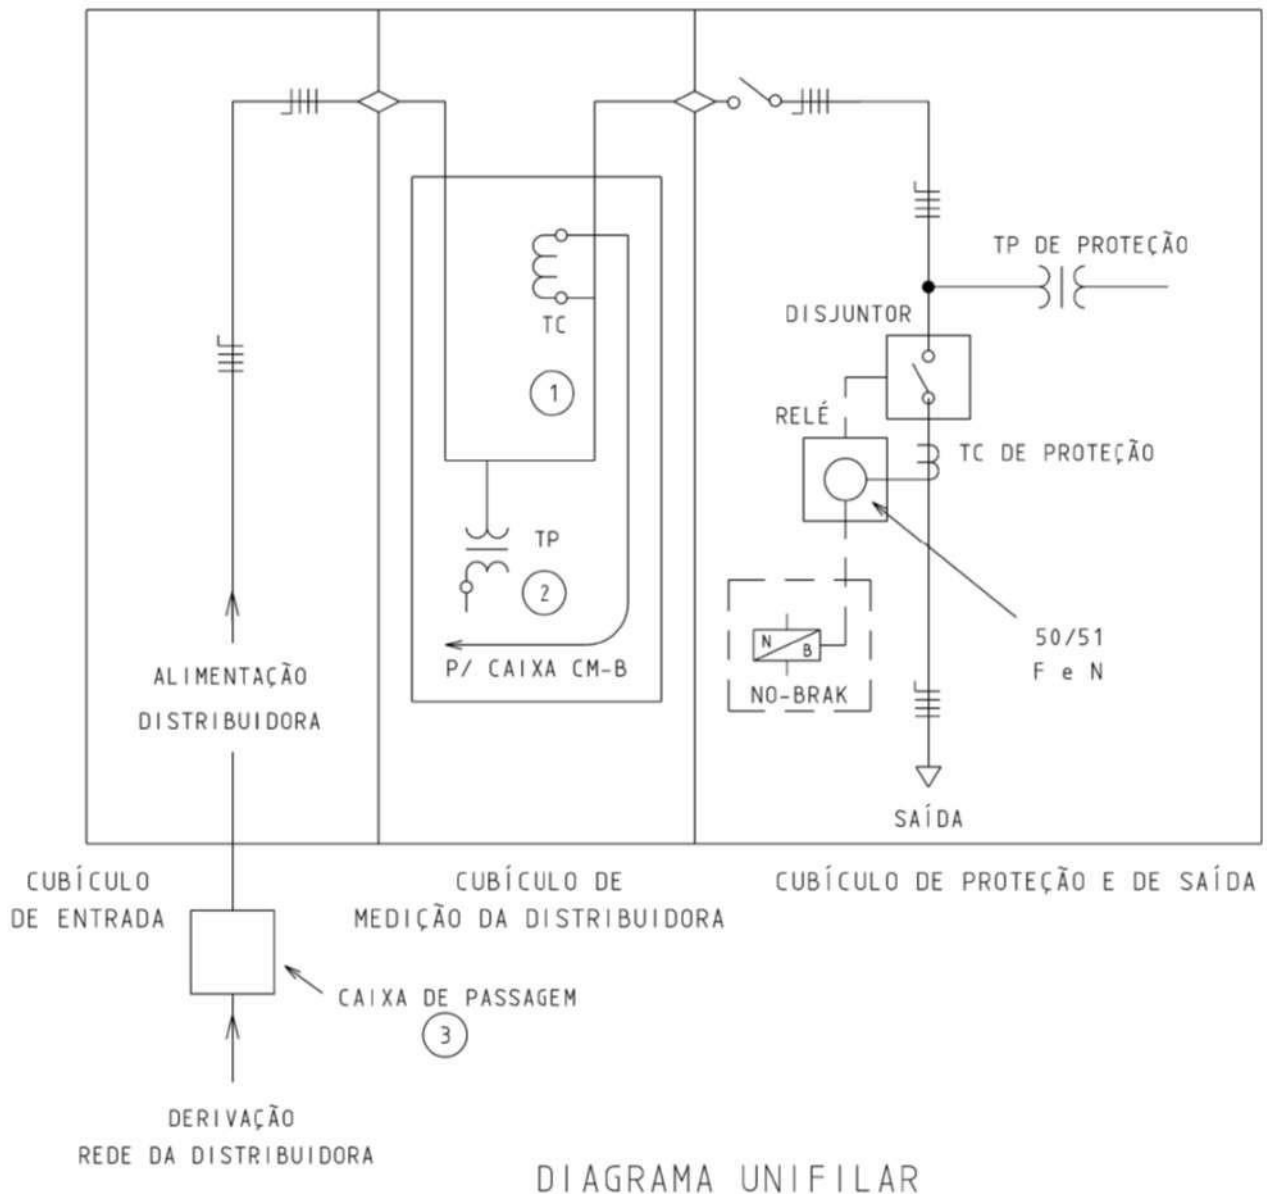 TP DE PROTEÇÃO
DISJUNTOR
TC
1
RELÉ
TC DE PROTEÇÃO
TP
2
50/51
F e N
N
B
P/ CAIXA CM-B
NO-BRAK
ALIMENTAÇÃO
DISTRIBUIDORA
SAÍDA
CUBÍCULO
DE ENTRADA
CUBÍCULO DE
MEDIÇÃO DA DISTRIBUIDORA
CUBÍCULO DE PROTEÇÃO E DE SAÍDA
CAIXA DE PASSAGEM
3
DERIVAÇÃO
REDE DA DISTRIBUIDORA
DIAGRAMA UNIFILAR